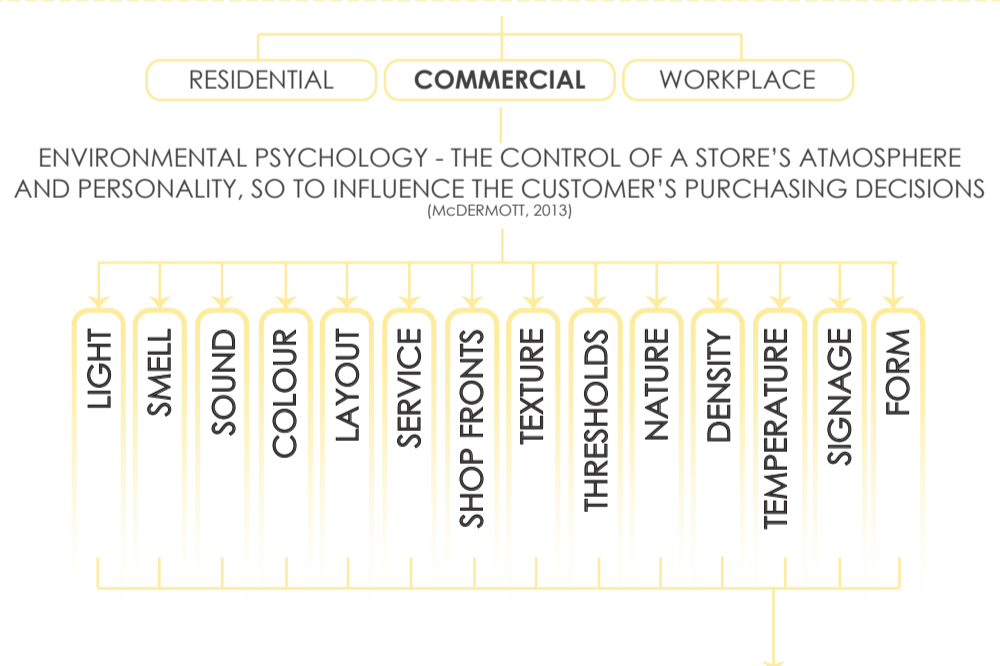 RESIDENTIAL
COMMERCIAL
WORKPLACE
ENVIRONMENTAL PSYCHOLOGY - THE CONTROL OF A STORE'S ATMOSPHERE
AND PERSONALITY, SO TO INFLUENCE THE CUSTOMER'S PURCHASING DECISIONS
(McDERMOTT, 2013)
LIGHT
SMELL
SOUND
COLOUR
LAYOUT
SERVICE
SHOP FRONTS
TEXTURE
THRESHOLDS
NATURE
DENSITY
TEMPERATURE
SIGNAGE
FORM